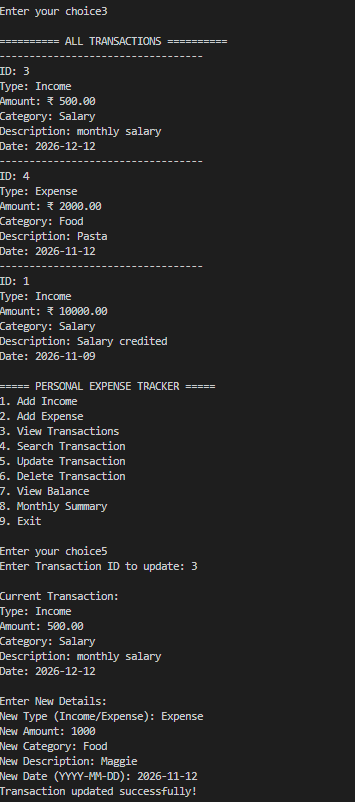 Enter your choice3

========== ALL TRANSACTIONS ==========
----------------------------------
ID: 3
Type: Income
Amount: ₹ 500.00
Category: Salary
Description: monthly salary
Date: 2026-12-12
----------------------------------
ID: 4
Type: Expense
Amount: ₹ 2000.00
Category: Food
Description: Pasta
Date: 2026-11-12
----------------------------------
ID: 1
Type: Income
Amount: ₹ 10000.00
Category: Salary
Description: Salary credited
Date: 2026-11-09

===== PERSONAL EXPENSE TRACKER =====
1. Add Income
2. Add Expense
3. View Transactions
4. Search Transaction
5. Update Transaction
6. Delete Transaction
7. View Balance
8. Monthly Summary
9. Exit

Enter your choice5
Enter Transaction ID to update: 3

Current Transaction:
Type: Income
Amount: 500.00
Category: Salary
Description: monthly salary
Date: 2026-12-12

Enter New Details:
New Type (Income/Expense): Expense
New Amount: 1000
New Category: Food
New Description: Maggie
New Date (YYYY-MM-DD): 2026-11-12
Transaction updated successfully!